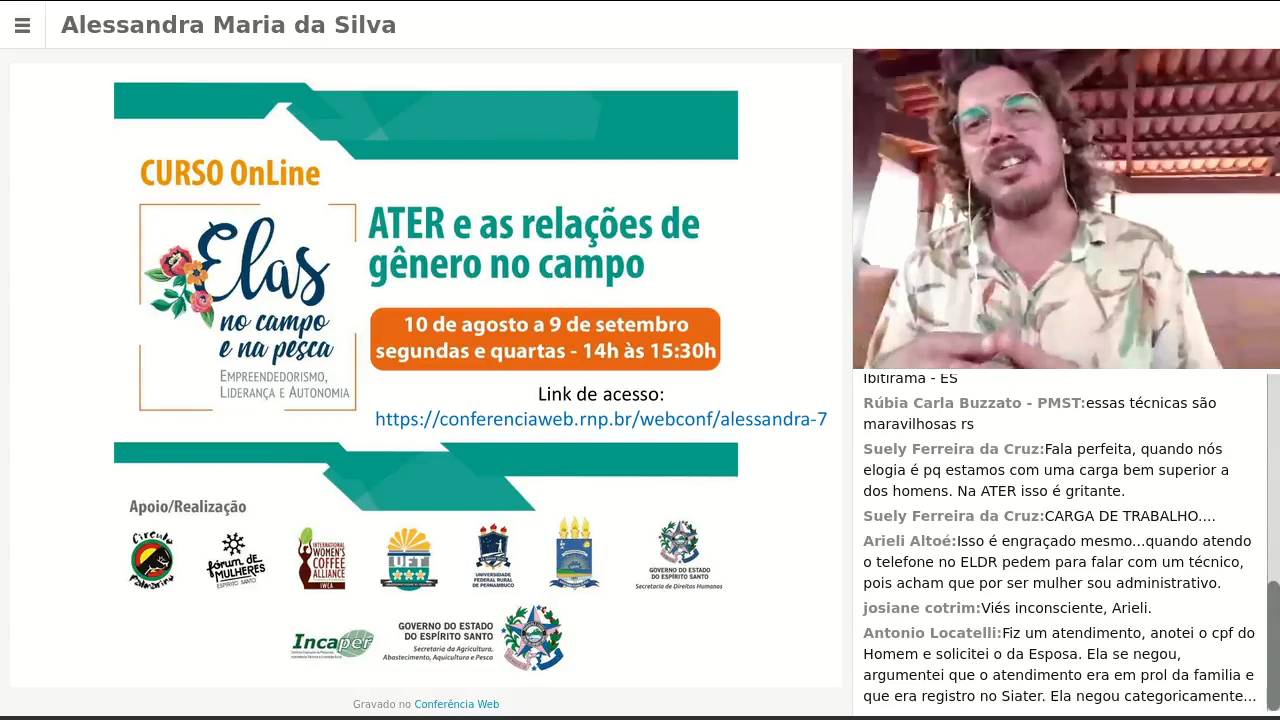 Alessandra Maria da Silva
CURSO OnLine
Elas
no campo
e na pesca
EMPREENDEDORISMO,
LIDERANÇA E AUTONOMIA
ATER e as relações de
gênero no campo
10 de agosto a 9 de setembro
segundas e quartas - 14h às 15:30h
Link de acesso:
https://conferenciaweb.rnp.br/webconf/alessandra-7
Apoio/Realização
Círculo
Palmarino
fórum de
MULHERES
ESPÍRITO SANTO
INTERNATIONAL
WOMEN'S
COFFEE
ALLIANCE
IWCA
UFT
UNIVERSIDADE
FEDERAL RURAL
DE PERNAMBUCO
GOVERNO DO ESTADO
DO ESPÍRITO SANTO
Secretaria de Direitos Humanos
Incaper
GOVERNO DO ESTADO
DO ESPÍRITO SANTO
Secretaria da Agricultura,
Abastecimento, Aquicultura e Pesca
Gravado no Conferência Web
Ibitirama - ES
Rúbia Carla Buzzato - PMST:essas técnicas são
maravilhosas rs
Suely Ferreira da Cruz:Fala perfeita, quando nós
elogia é pq estamos com uma carga bem superior a
dos homens. Na ATER isso é gritante.
Suely Ferreira da Cruz:CARGA DE TRABALHO....
Arieli Altoé:Isso é engraçado mesmo...quando atendo
o telefone no ELDR pedem para falar com um técnico,
pois acham que por ser mulher sou administrativo.
josiane cotrim:Viés inconsciente, Arieli.
Antonio Locatelli:Fiz um atendimento, anotei o cpf do
Homem e solicitei o da Esposa. Ela se negou,
argumentei que o atendimento era em prol da familia e
que era registro no Siater. Ela negou categoricamente...